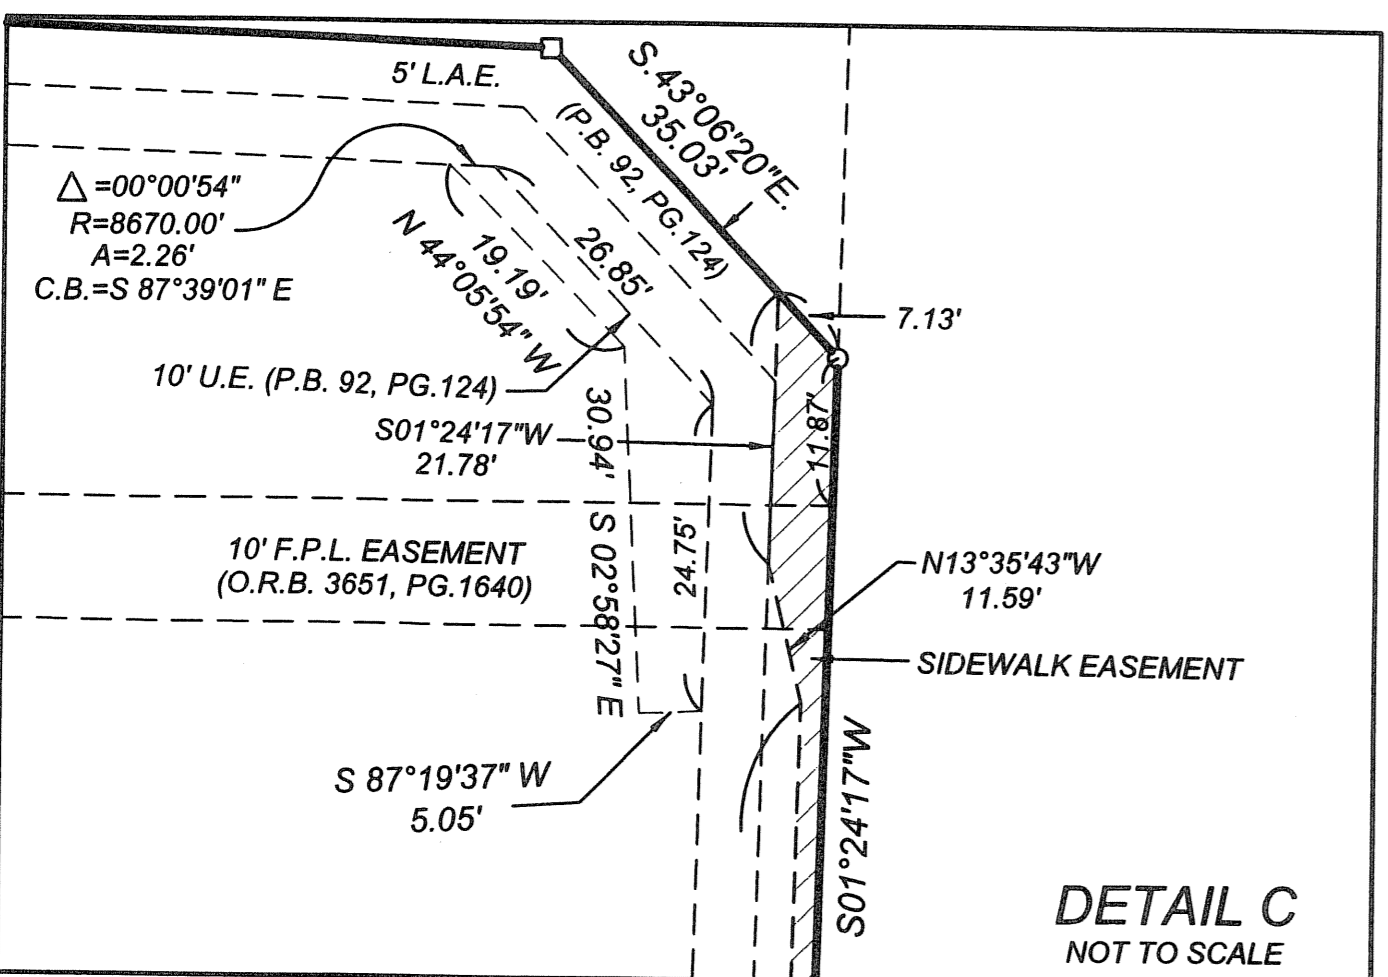 5' L.A.E.
S.43°06'20"E.
35.03'
(P.B. 92, PG.124)
△ =00°00'54"
R=8670.00'
A=2.26'
C.B.=S 87°39'01" E
26.85'
19.19'
N 44°05'54" W
7.13'
10' U.E. (P.B. 92, PG.124)
S01°24'17"W
21.78'
30.94' S 02°58'27" E
11.87'
24.75'
10' F.P.L. EASEMENT
(O.R.B. 3651, PG.1640)
N13°35'43"W
11.59'
SIDEWALK EASEMENT
S 87°19'37" W
5.05'
S01°24'17"W
DETAIL C
NOT TO SCALE